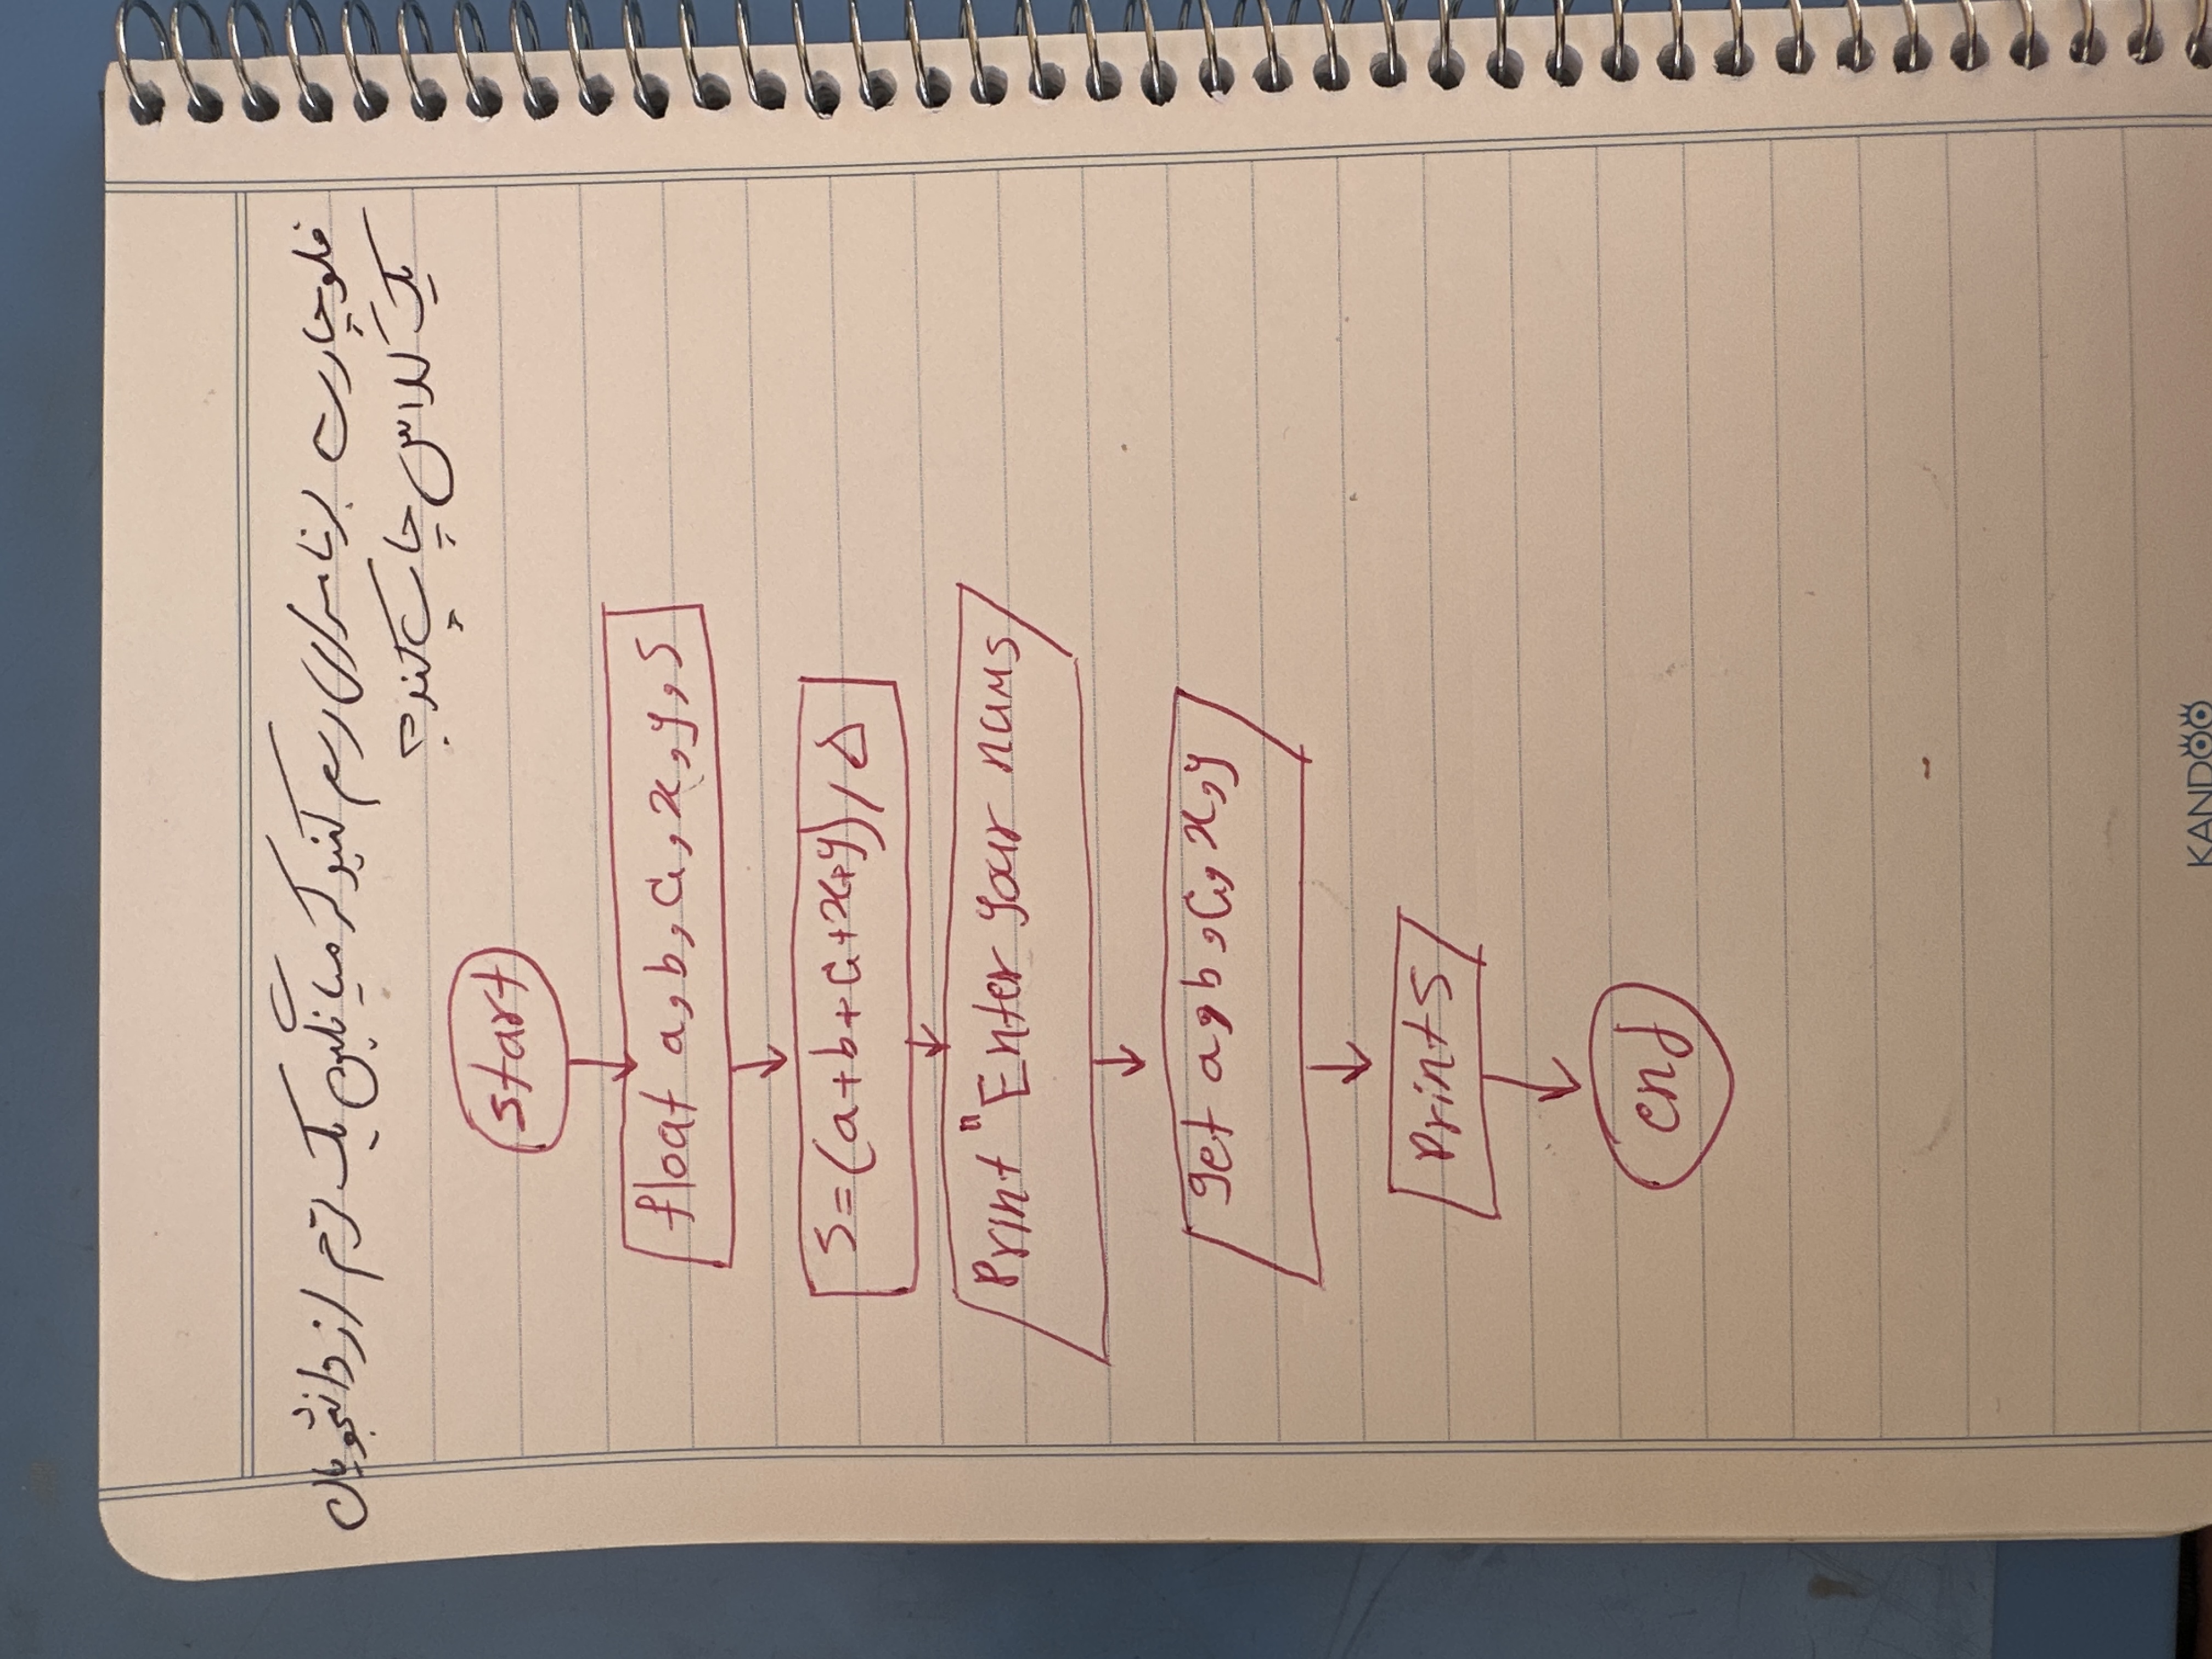 فلوچارت برنامه‌ای رسم کنید که میانگین یک ترم از دانشجویان
یک کلاس چاپ کند؟
start
float a, b, c, x, y, s
s=(a+b+c+x+y)/۵
Print "Enter your nums
get a, b, c, x, y
Print s
end
KANDOO